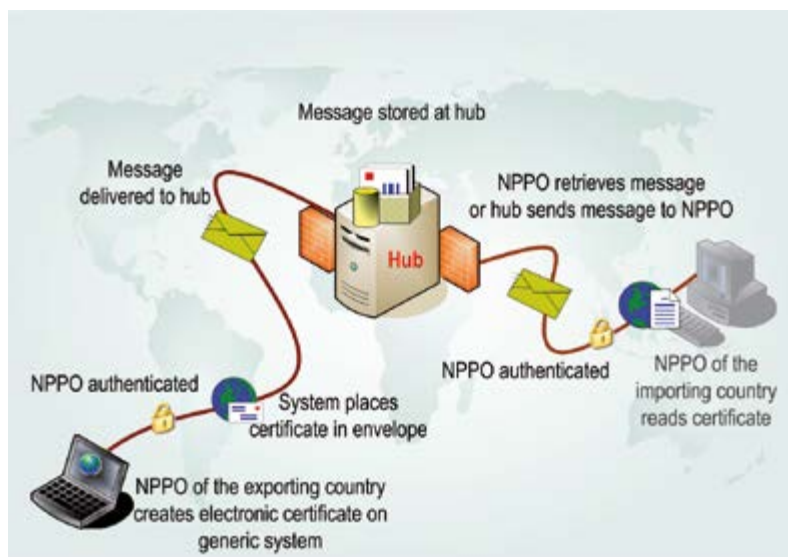 Message stored at hub
Message
delivered to hub
NPPO retrieves message
or hub sends message to NPPO
Hub
NPPO authenticated
System places
certificate in envelope
NPPO authenticated
NPPO of the
importing country
reads certificate
NPPO of the exporting country
creates electronic certificate on
generic system